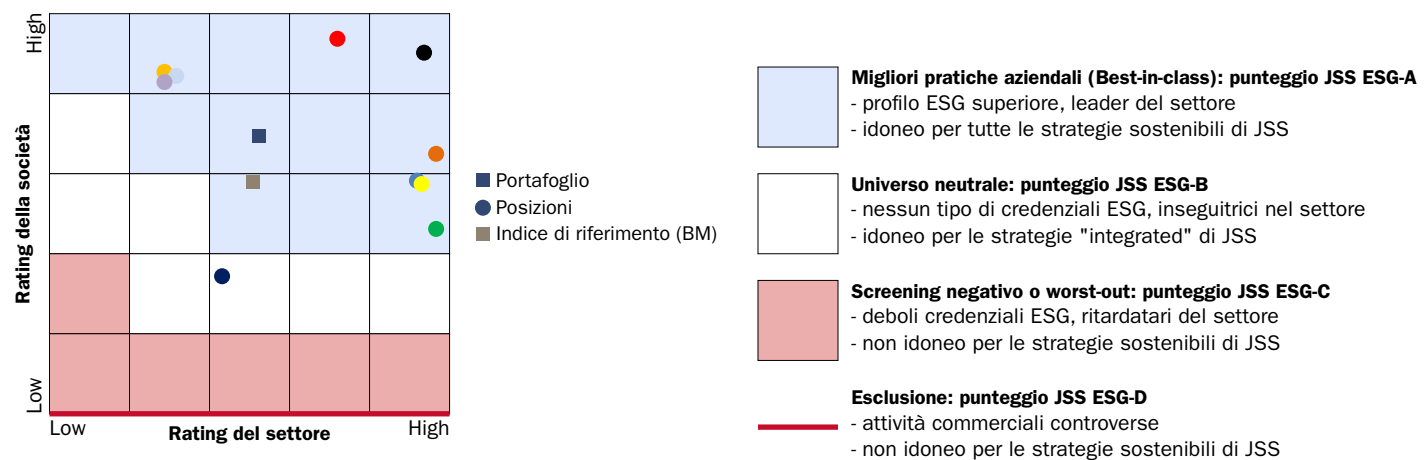 High
Rating della società
Low
Low
Rating del settore
High
Portafoglio
Posizioni
Indice di riferimento (BM)
Migliori pratiche aziendali (Best-in-class): punteggio JSS ESG-A
- profilo ESG superiore, leader del settore
- idoneo per tutte le strategie sostenibili di JSS
Universo neutrale: punteggio JSS ESG-B
- nessun tipo di credenziali ESG, inseguitrici nel settore
- idoneo per le strategie "integrated" di JSS
Screening negativo o worst-out: punteggio JSS ESG-C
- deboli credenziali ESG, ritardatari del settore
- non idoneo per le strategie sostenibili di JSS
Esclusione: punteggio JSS ESG-D
- attività commerciali controverse
- non idoneo per le strategie sostenibili di JSS